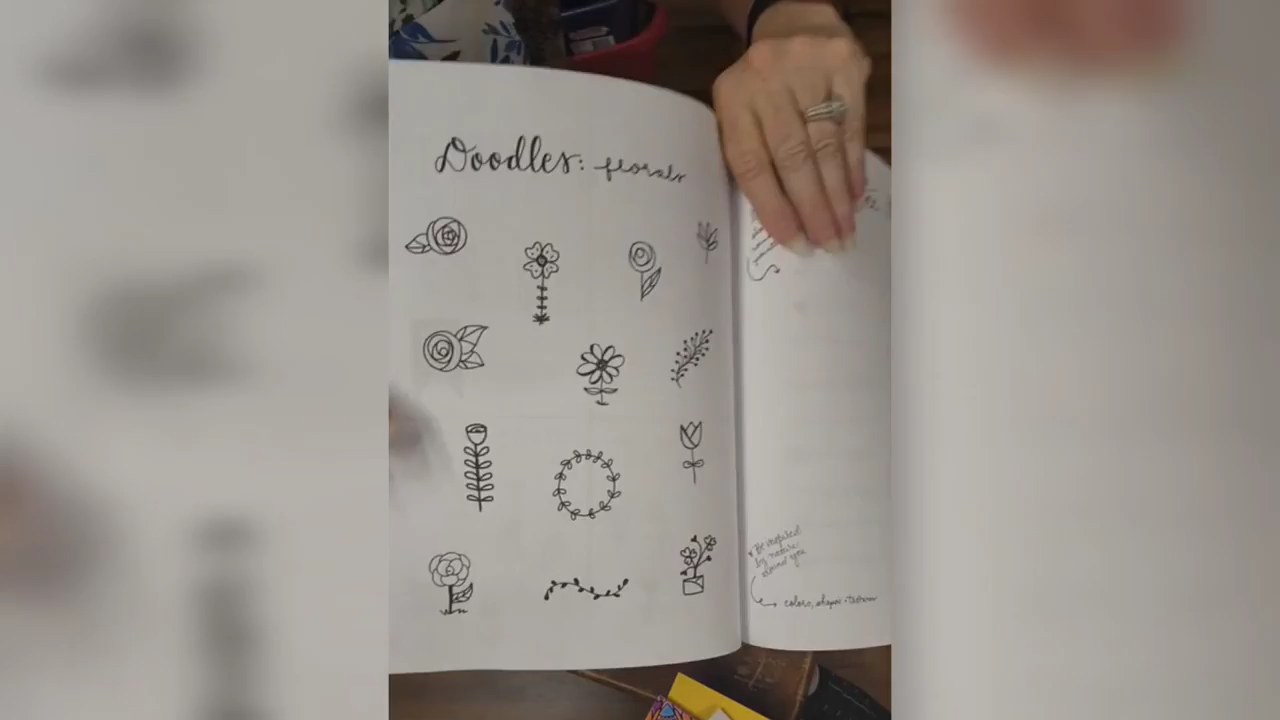 Doodles: florals
Be inspired
by nature
around you
colors, shapes + textures